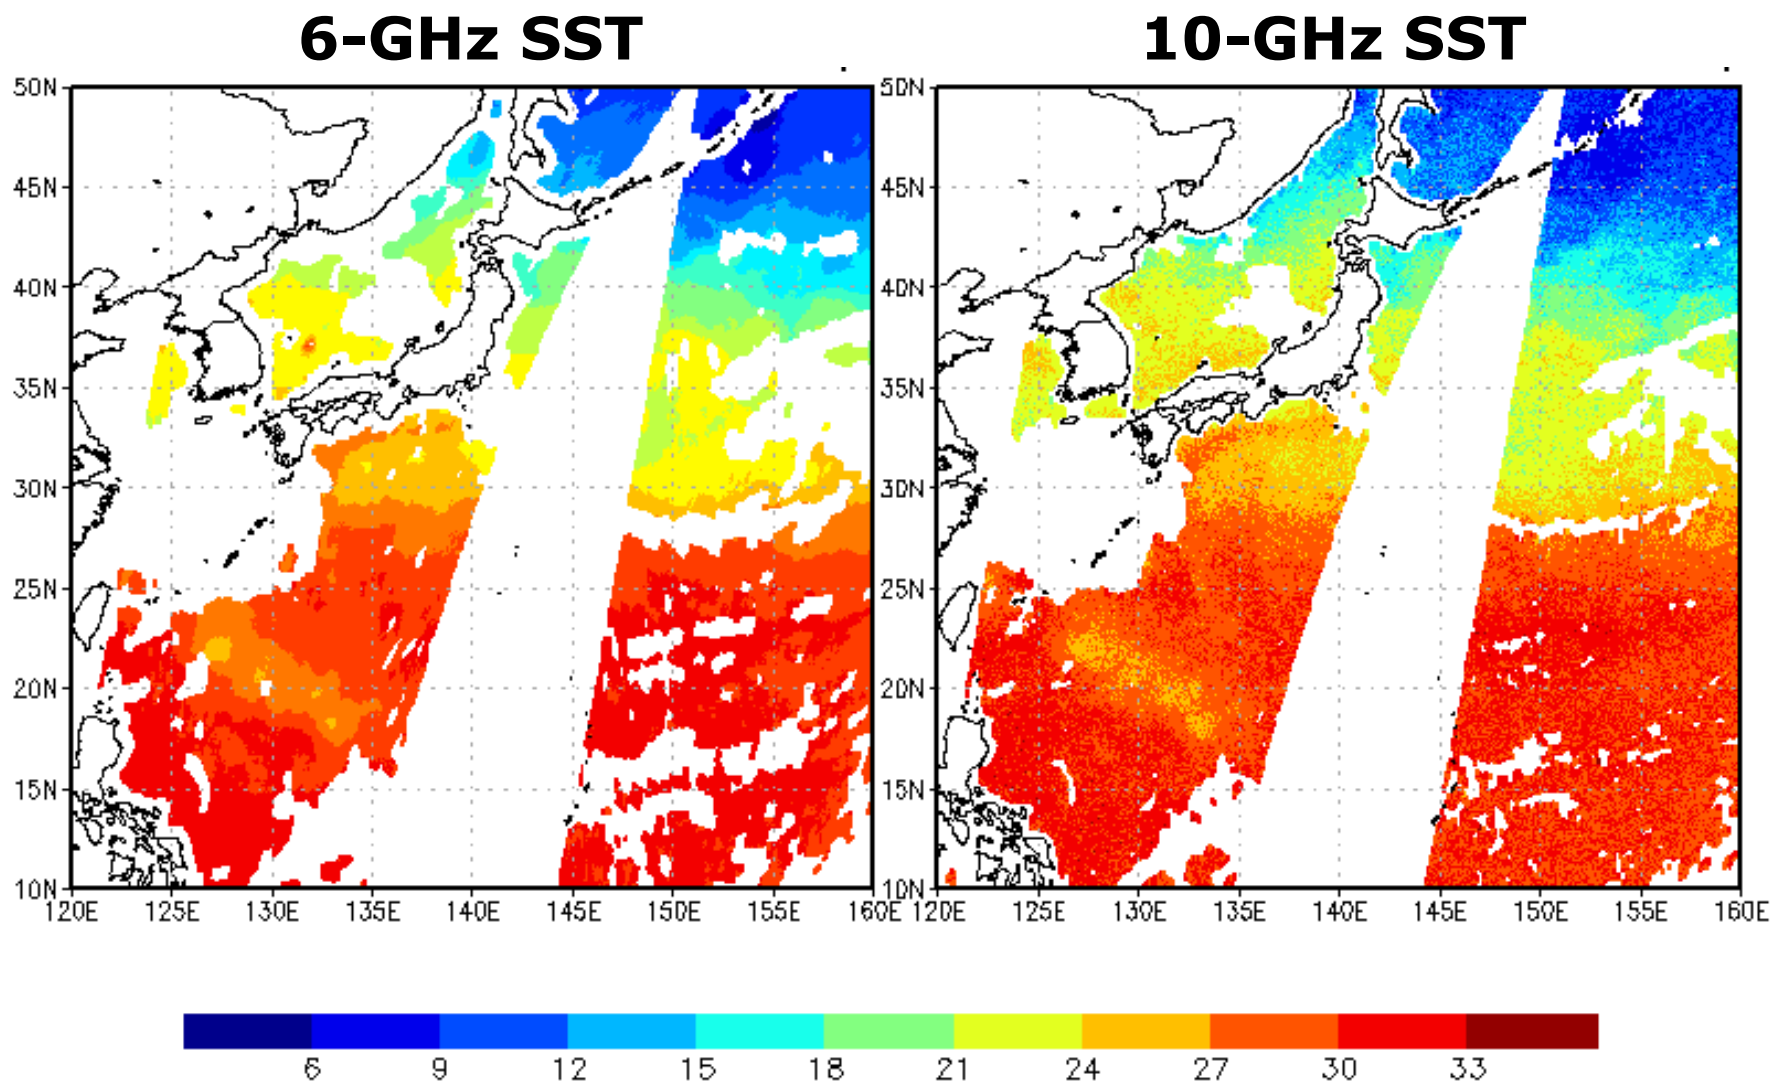 6-GHz SST 10-GHz SST
50N 50N
45N 45N
40N 40N
35N 35N
30N 30N
25N 25N
20N 20N
15N 15N
10N 10N
120E 125E 130E 135E 140E 145E 150E 155E 160E 120E 125E 130E 135E 140E 145E 150E 155E 160E
6 9 12 15 18 21 24 27 30 33